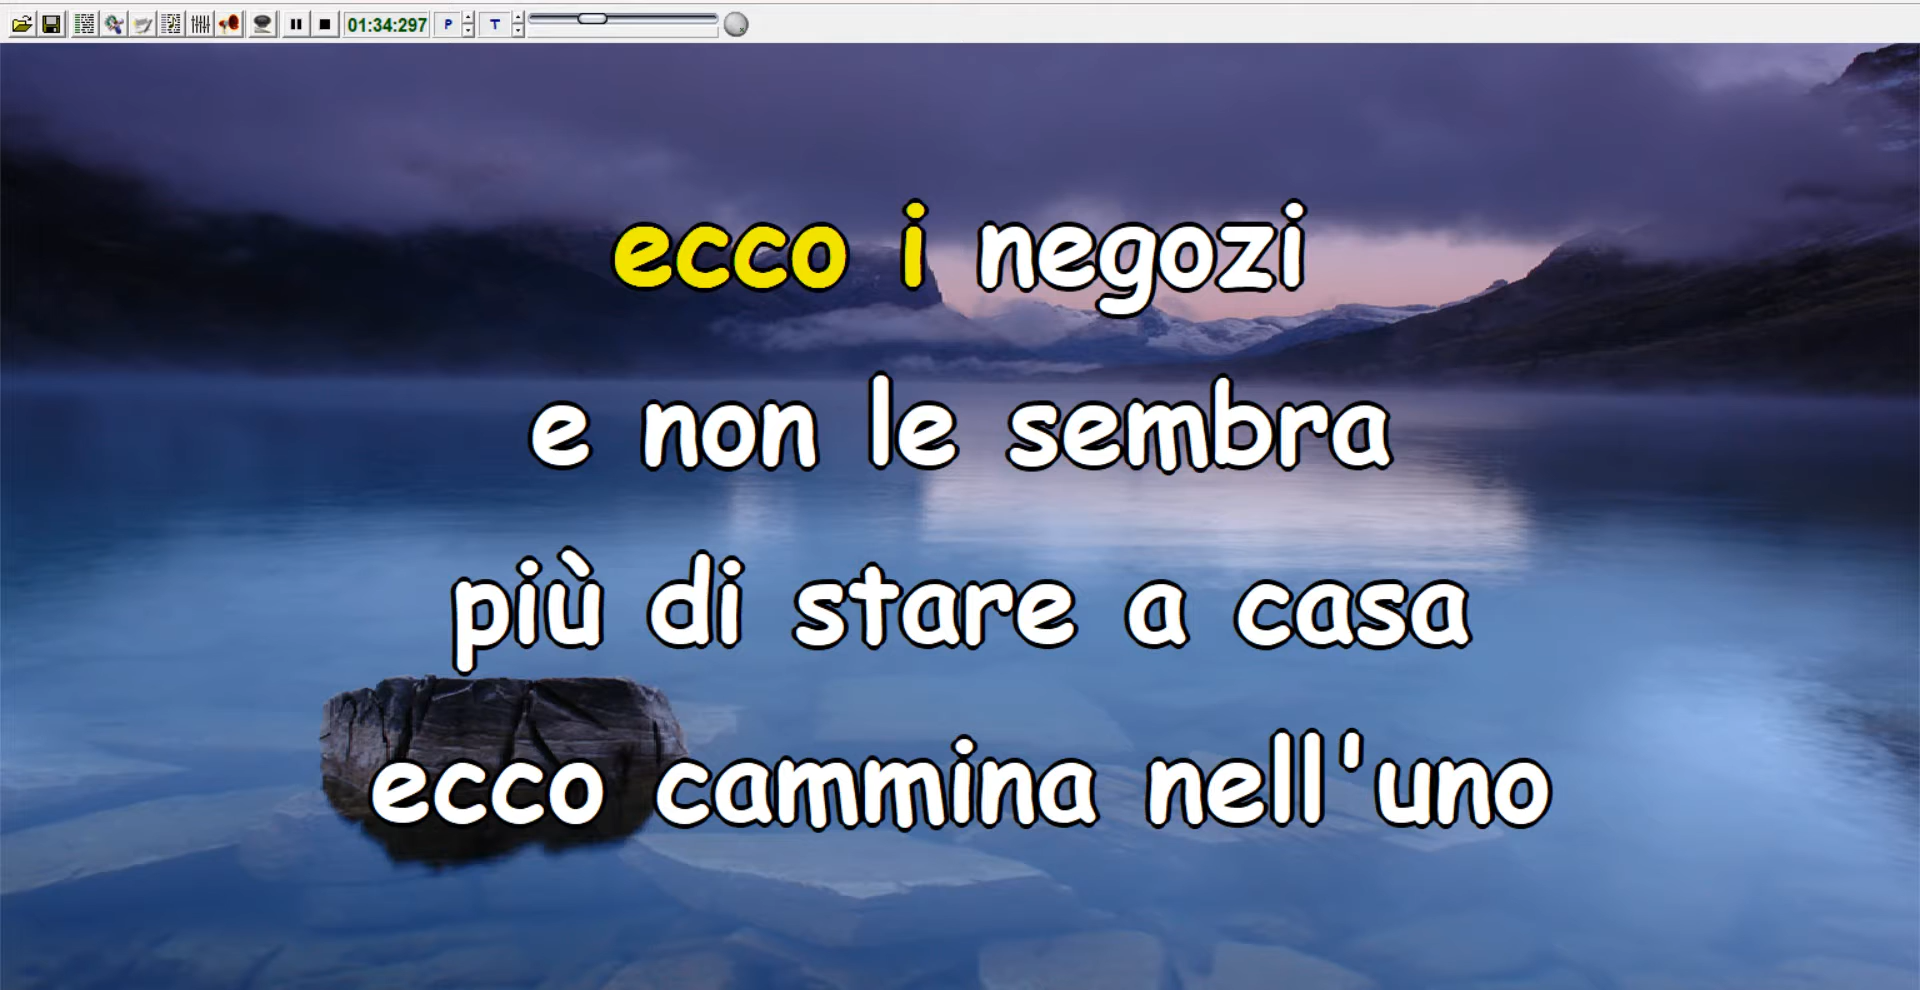 01:34:297 P T
ecco i negozi
e non le sembra
più di stare a casa
ecco cammina nell'uno